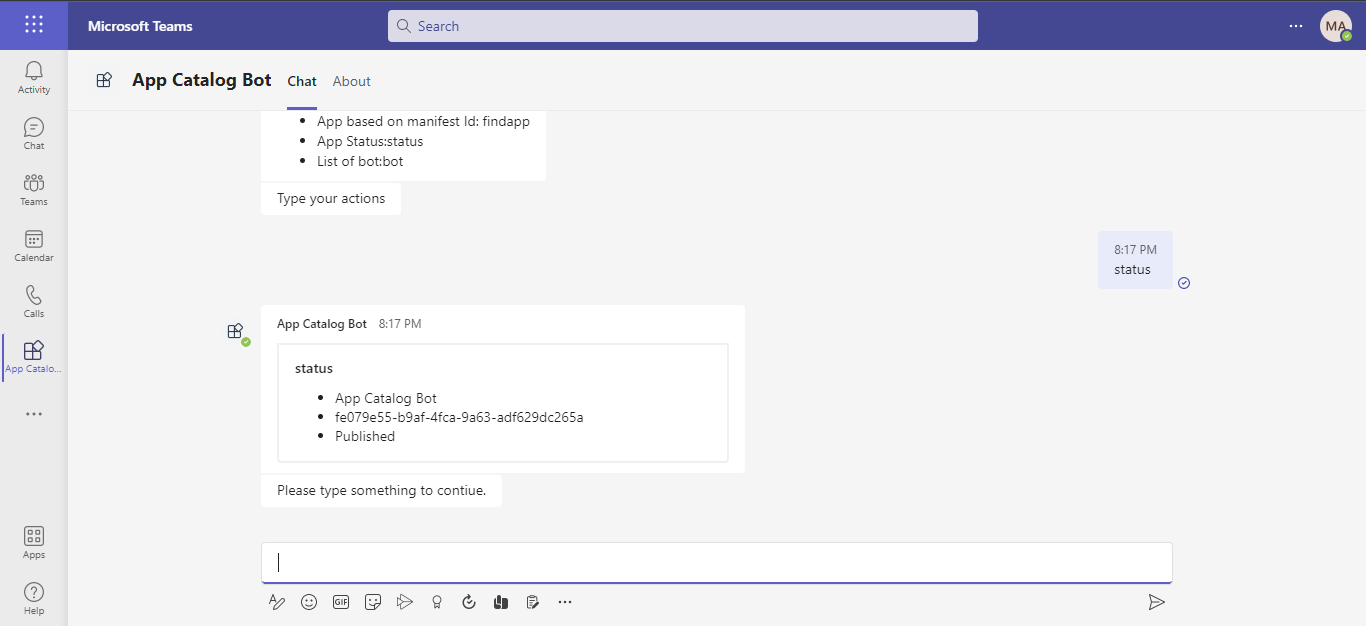 Microsoft Teams
Search
MA
Activity
Chat
Teams
Calendar
Calls
App Catalo...
Apps
Help
App Catalog Bot
Chat
About
App based on manifest Id: findapp
App Status:status
List of bot:bot
Type your actions
8:17 PM
status
App Catalog Bot 8:17 PM
status
App Catalog Bot
fe079e55-b9af-4fca-9a63-adf629dc265a
Published
Please type something to contiue.
GIF